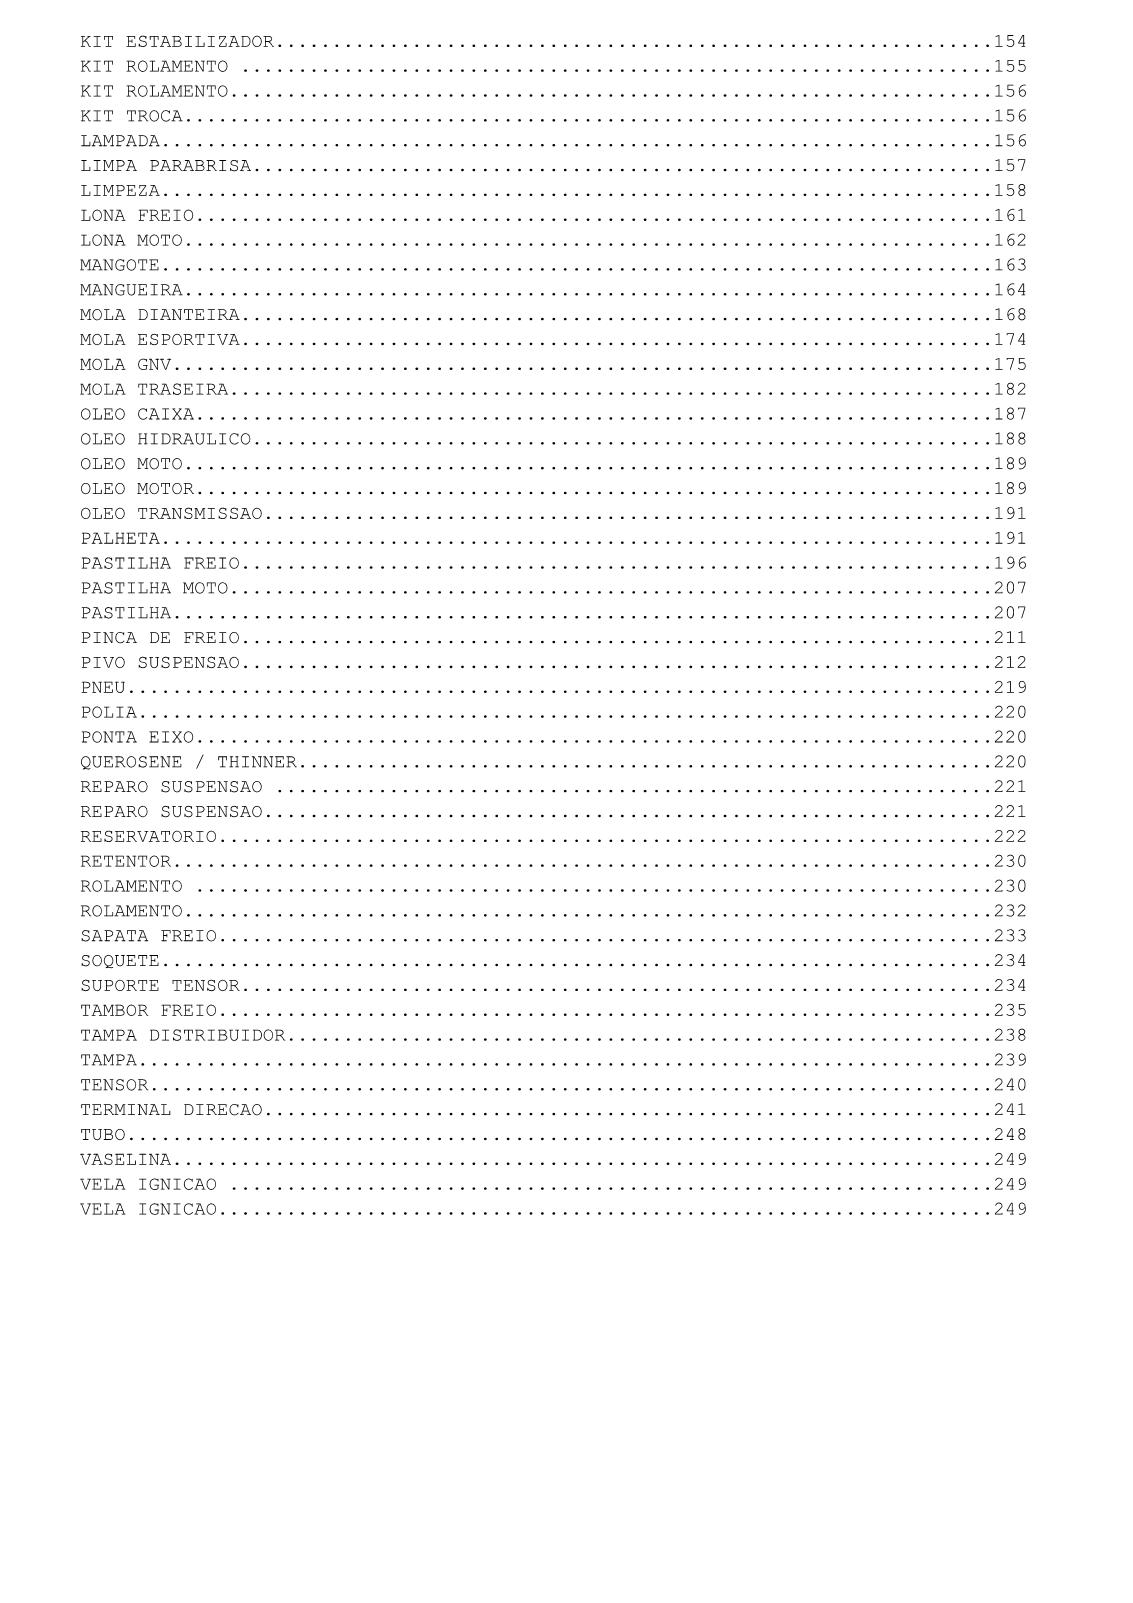 KIT ESTABILIZADOR...............................................................154
KIT ROLAMENTO ..................................................................155
KIT ROLAMENTO...................................................................156
KIT TROCA.......................................................................156
LAMPADA.........................................................................156
LIMPA PARABRISA.................................................................157
LIMPEZA.........................................................................158
LONA FREIO......................................................................161
LONA MOTO.......................................................................162
MANGOTE.........................................................................163
MANGUEIRA.......................................................................164
MOLA DIANTEIRA..................................................................168
MOLA ESPORTIVA..................................................................174
MOLA GNV........................................................................175
MOLA TRASEIRA...................................................................182
OLEO CAIXA......................................................................187
OLEO HIDRAULICO.................................................................188
OLEO MOTO.......................................................................189
OLEO MOTOR......................................................................189
OLEO TRANSMISSAO................................................................191
PALHETA.........................................................................191
PASTILHA FREIO..................................................................196
PASTILHA MOTO...................................................................207
PASTILHA........................................................................207
PINCA DE FREIO..................................................................211
PIVO SUSPENSAO..................................................................212
PNEU............................................................................219
POLIA...........................................................................220
PONTA EIXO......................................................................220
QUEROSENE / THINNER.............................................................220
REPARO SUSPENSAO ...............................................................221
REPARO SUSPENSAO................................................................221
RESERVATORIO....................................................................222
RETENTOR........................................................................230
ROLAMENTO ......................................................................230
ROLAMENTO.......................................................................232
SAPATA FREIO....................................................................233
SOQUETE.........................................................................234
SUPORTE TENSOR..................................................................234
TAMBOR FREIO....................................................................235
TAMPA DISTRIBUIDOR..............................................................238
TAMPA...........................................................................239
TENSOR..........................................................................240
TERMINAL DIRECAO................................................................241
TUBO............................................................................248
VASELINA........................................................................249
VELA IGNICAO ...................................................................249
VELA IGNICAO....................................................................249